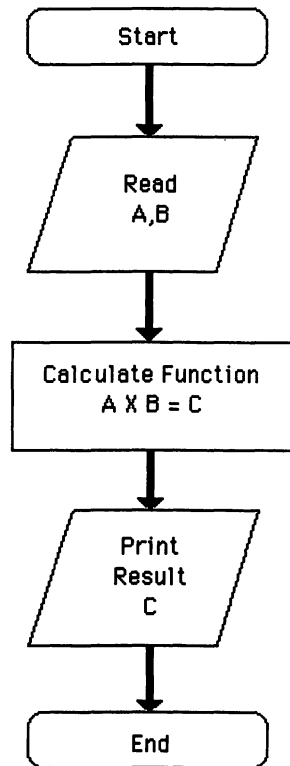 Start
Read
A,B
Calculate Function
A X B = C
Print
Result
C
End